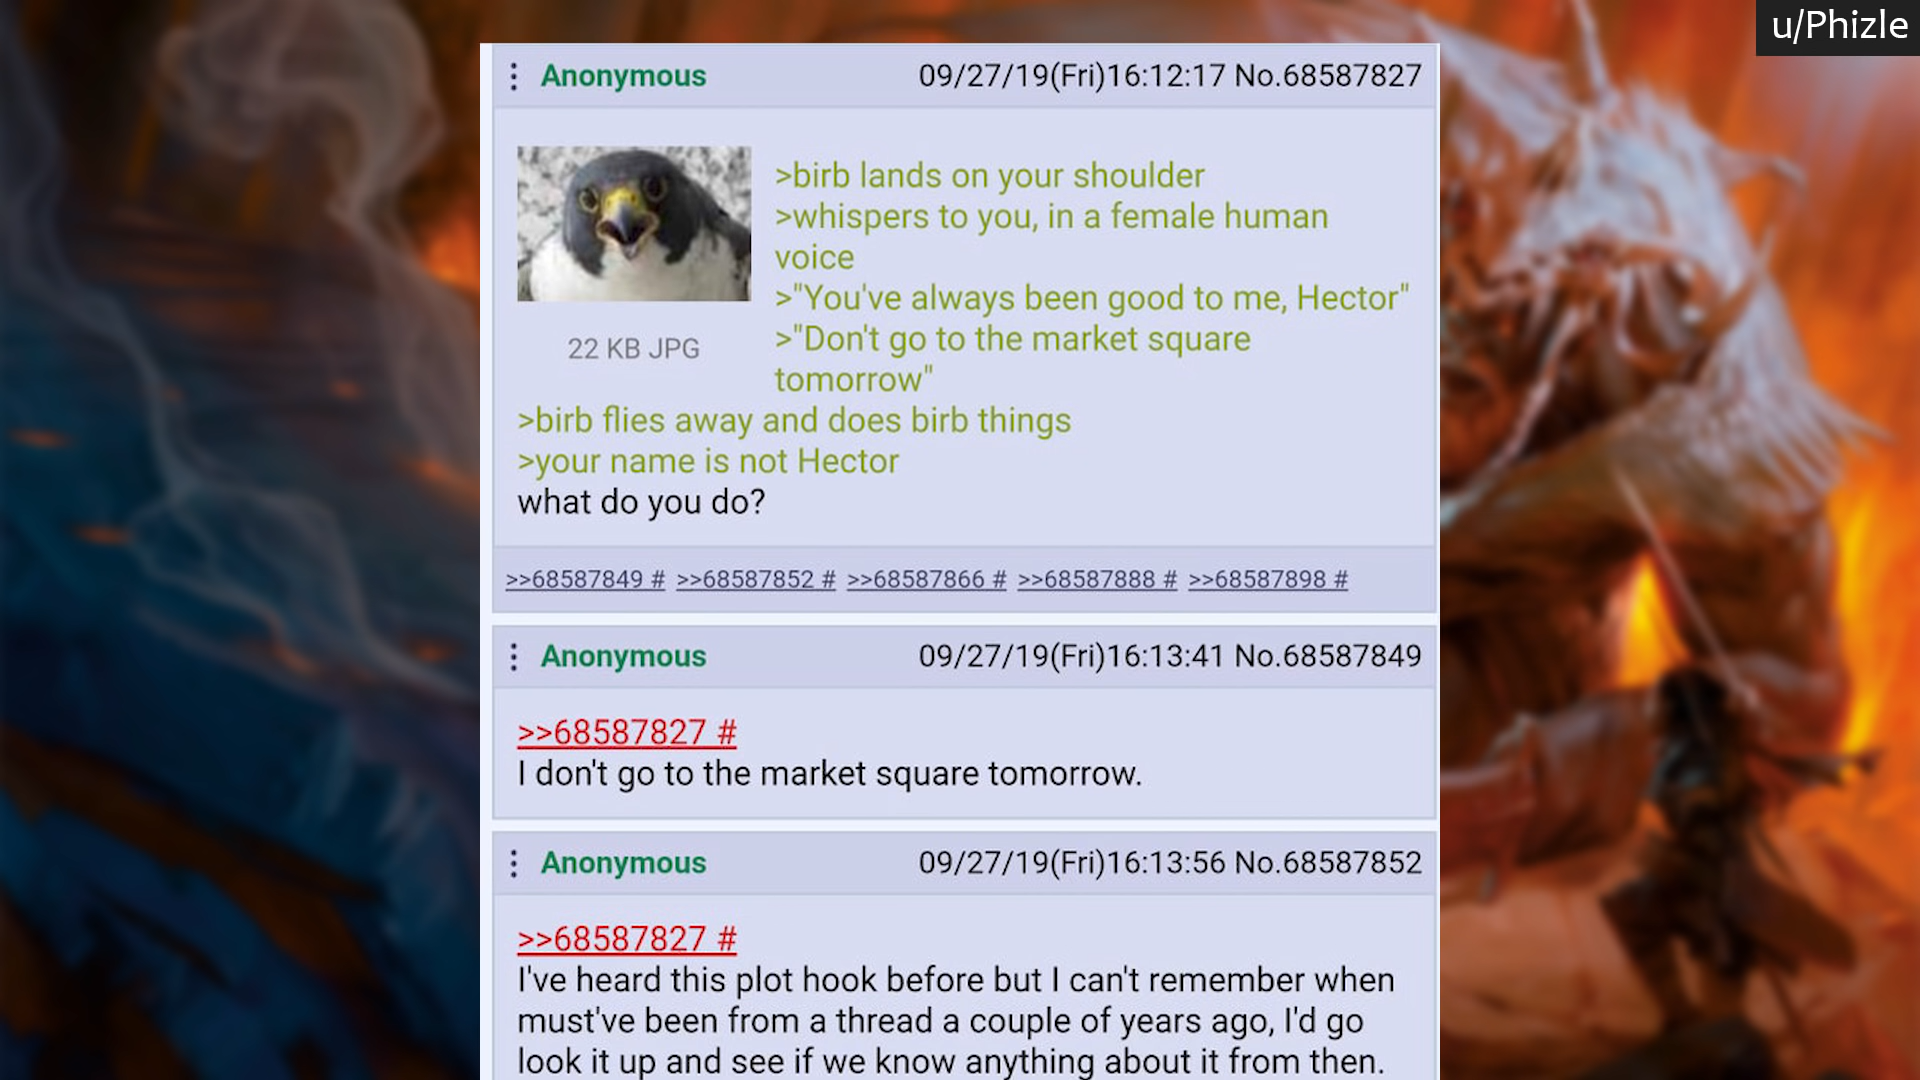 u/Phizle
Anonymous 09/27/19(Fri)16:12:17 No.68587827
>birb lands on your shoulder
>whispers to you, in a female human
voice
>"You've always been good to me, Hector"
>"Don't go to the market square
tomorrow"
22 KB JPG
>birb flies away and does birb things
>your name is not Hector
what do you do?
>>68587849 # >>68587852 # >>68587866 # >>68587888 # >>68587898 #
Anonymous 09/27/19(Fri)16:13:41 No.68587849
>>68587827 #
I don't go to the market square tomorrow.
Anonymous 09/27/19(Fri)16:13:56 No.68587852
>>68587827 #
I've heard this plot hook before but I can't remember when
must've been from a thread a couple of years ago, I'd go
look it up and see if we know anything about it from then.